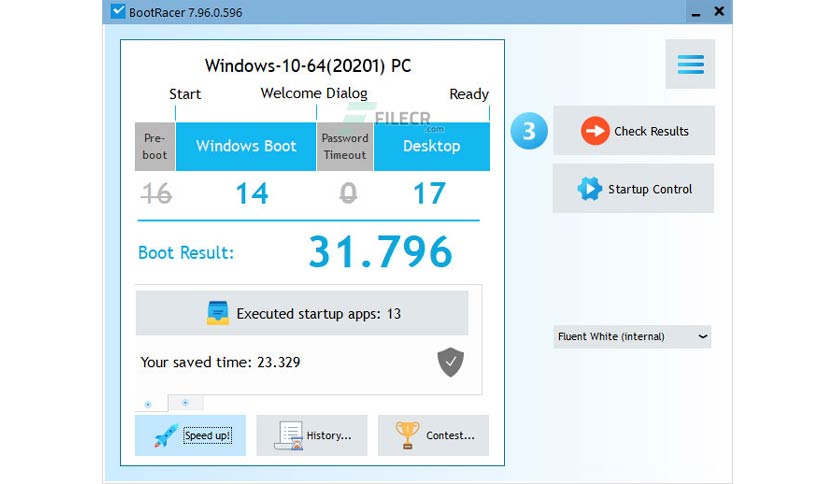 BootRacer 7.96.0.596
Windows-10-64(20201) PC
Start
Welcome Dialog
Ready
FILECR
.com
Pre-
boot
Windows Boot
Password
Timeout
Desktop
16
14
0
17
Boot Result:
31.796
Executed startup apps: 13
Your saved time: 23.329
Speed up!
History...
1
Contest...
3
Check Results
Startup Control
Fluent White (internal)